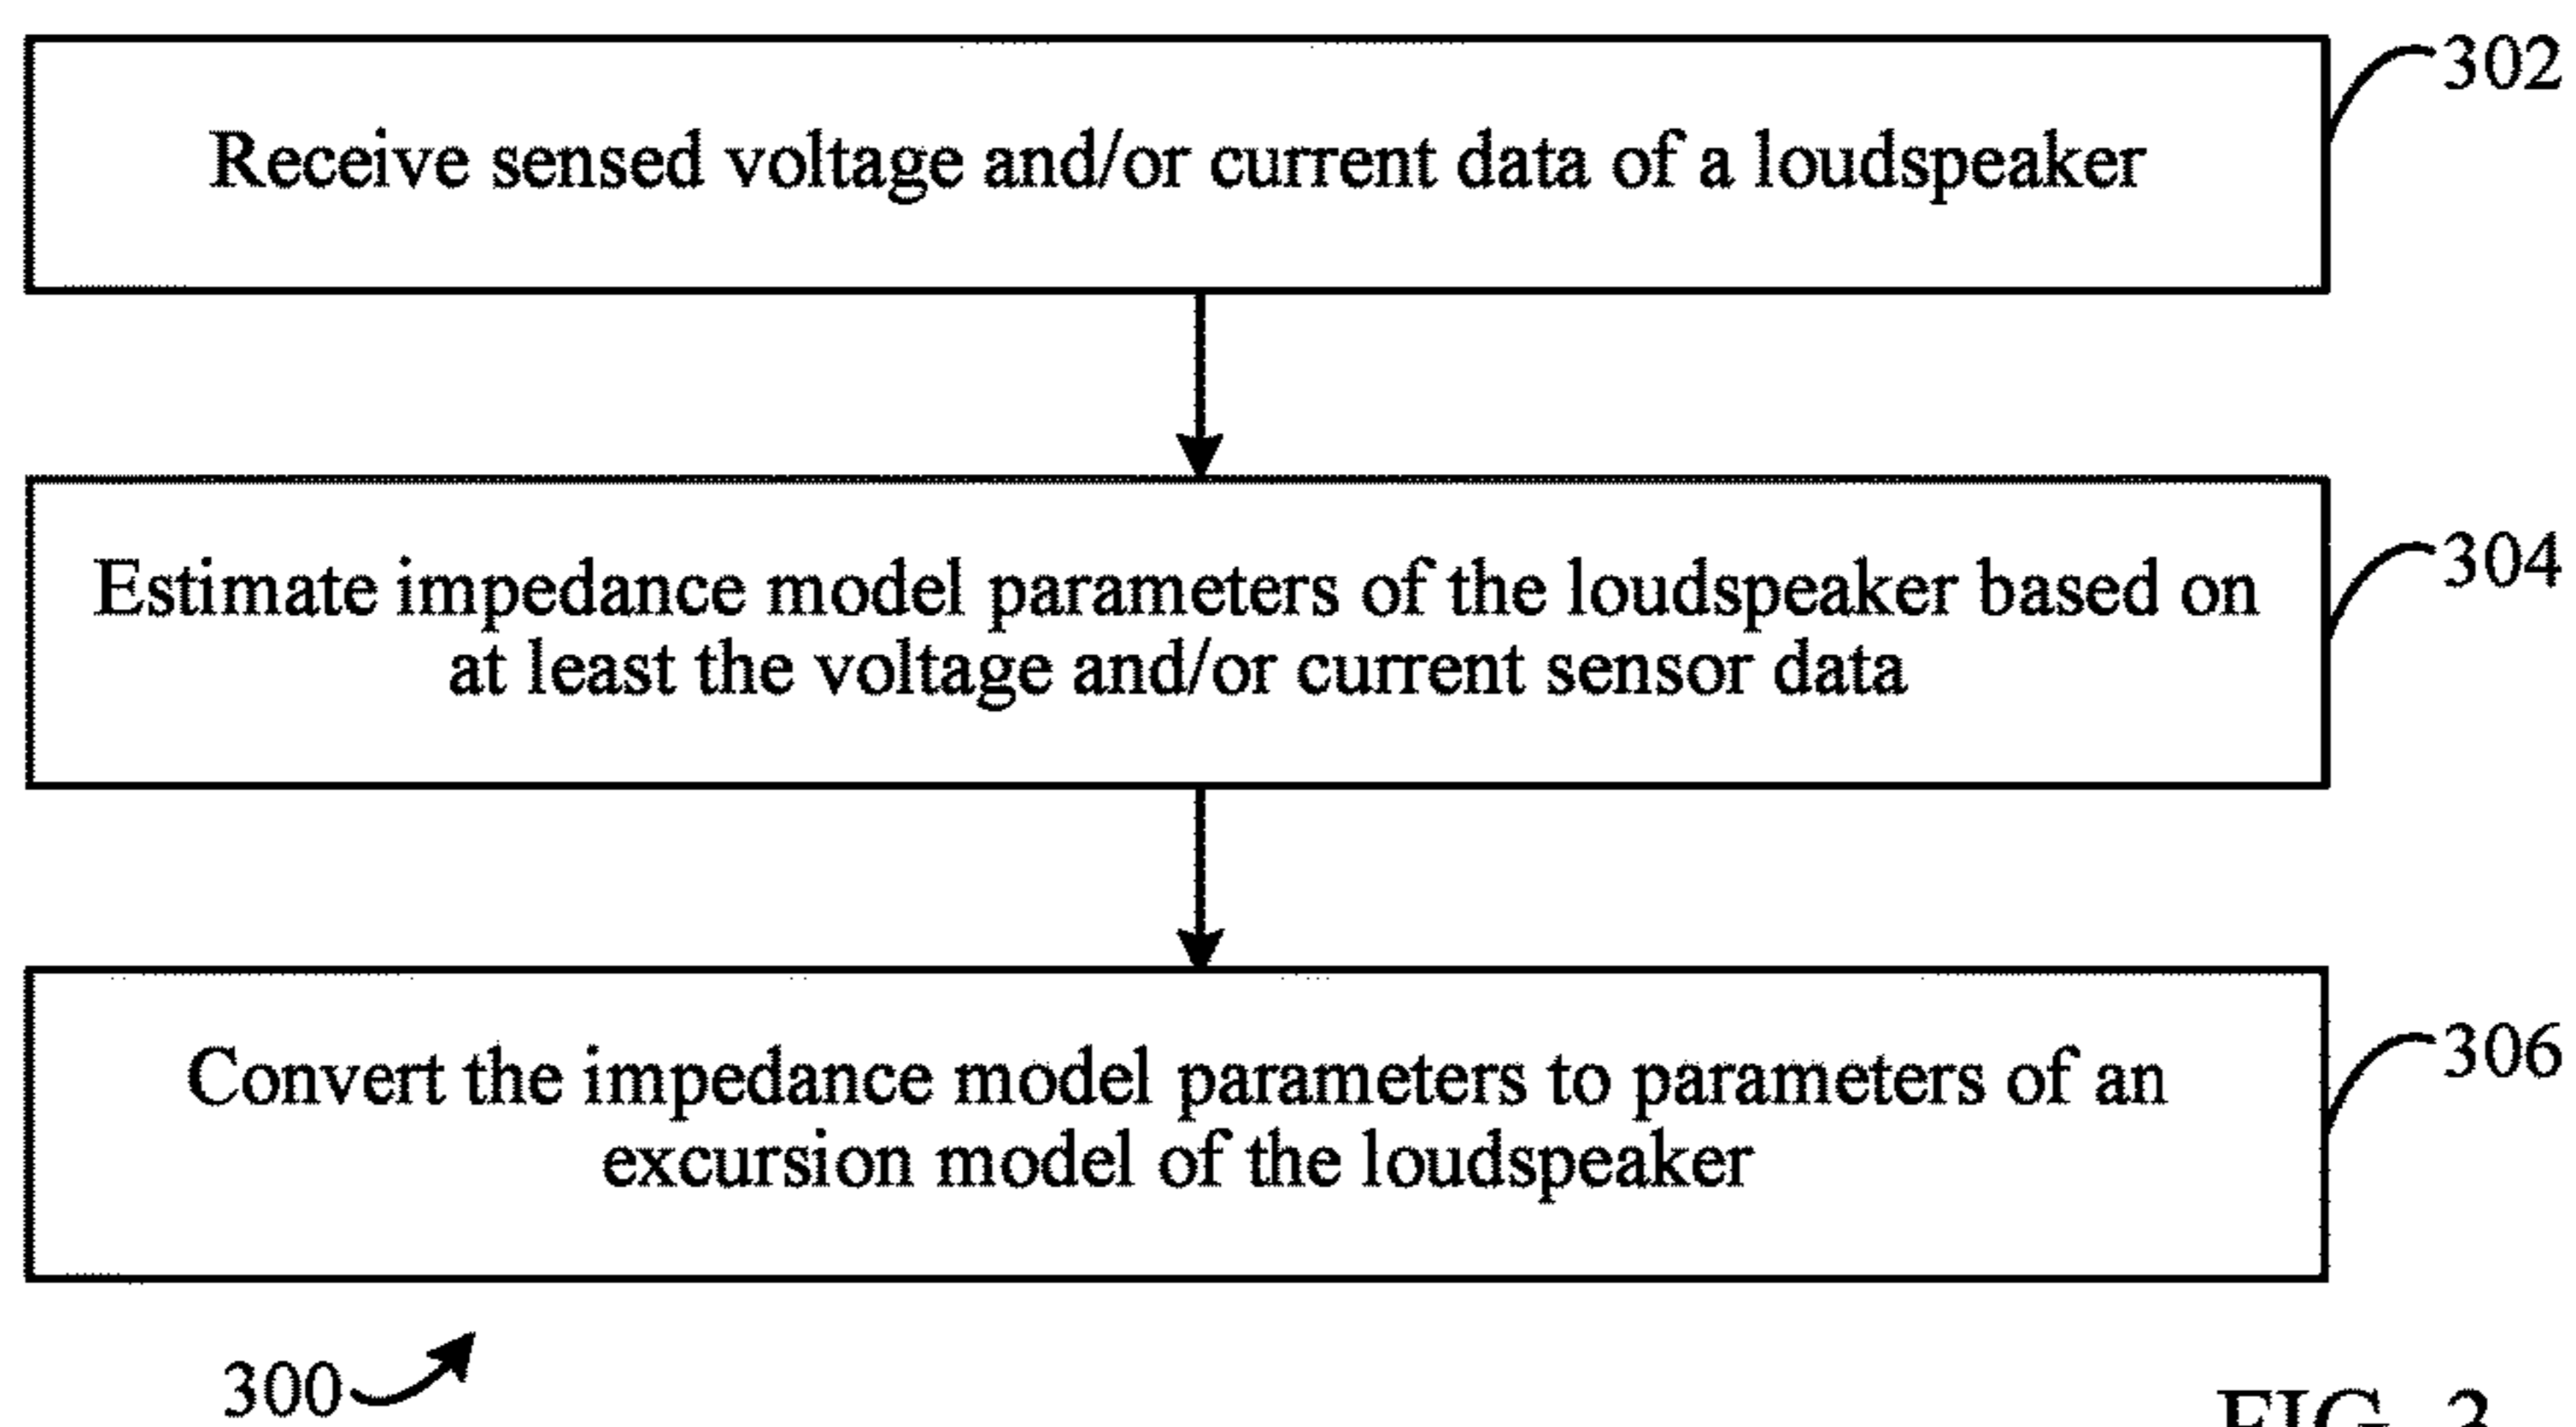 Receive sensed voltage and/or current data of a loudspeaker
302
Estimate impedance model parameters of the loudspeaker based on
at least the voltage and/or current sensor data
304
Convert the impedance model parameters to parameters of an
excursion model of the loudspeaker
306
300
FIG. 3